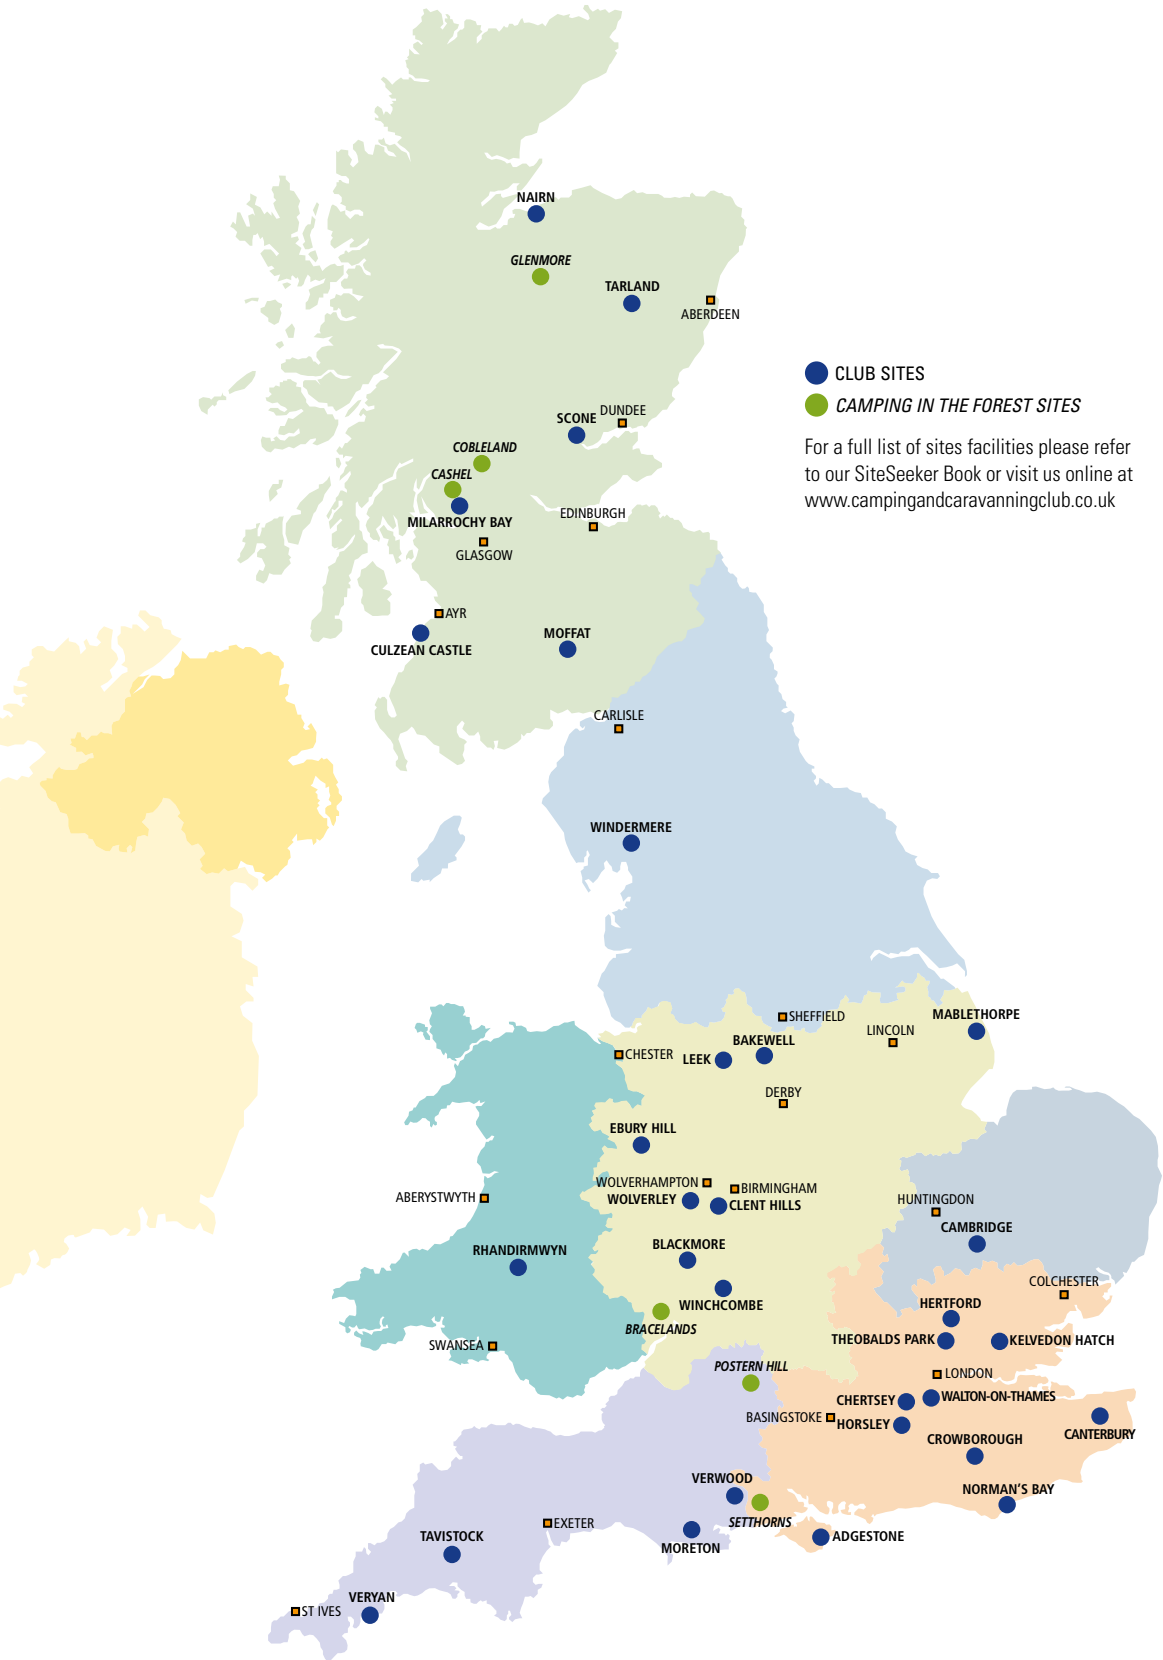 NAIRN
GLENMORE
TARLAND
ABERDEEN
CLUB SITES
CAMPING IN THE FOREST SITES
For a full list of sites facilities please refer
to our SiteSeeker Book or visit us online at
www.campingandcaravanningclub.co.uk
DUNDEE
SCONE
COBLELAND
CASHEL
MILARROCHY BAY
EDINBURGH
GLASGOW
AYR
CULZEAN CASTLE
MOFFAT
CARLISLE
WINDERMERE
MABLETHORPE
SHEFFIELD
LINCOLN
BAKEWELL
CHESTER
LEEK
DERBY
EBURY HILL
WOLVERHAMPTON
BIRMINGHAM
ABERYSTWYTH
WOLVERLEY
CLENT HILLS
HUNTINGDON
CAMBRIDGE
BLACKMORE
RHANDIRMWYN
COLCHESTER
WINCHCOMBE
HERTFORD
BRACELANDS
THEOBALDS PARK
KELVEDON HATCH
SWANSEA
POSTERN HILL
LONDON
CHERTSEY
WALTON-ON-THAMES
BASINGSTOKE
HORSLEY
CANTERBURY
CROWBOROUGH
VERWOOD
NORMAN'S BAY
SETTHORNS
EXETER
TAVISTOCK
MORETON
ADGESTONE
VERYAN
ST IVES